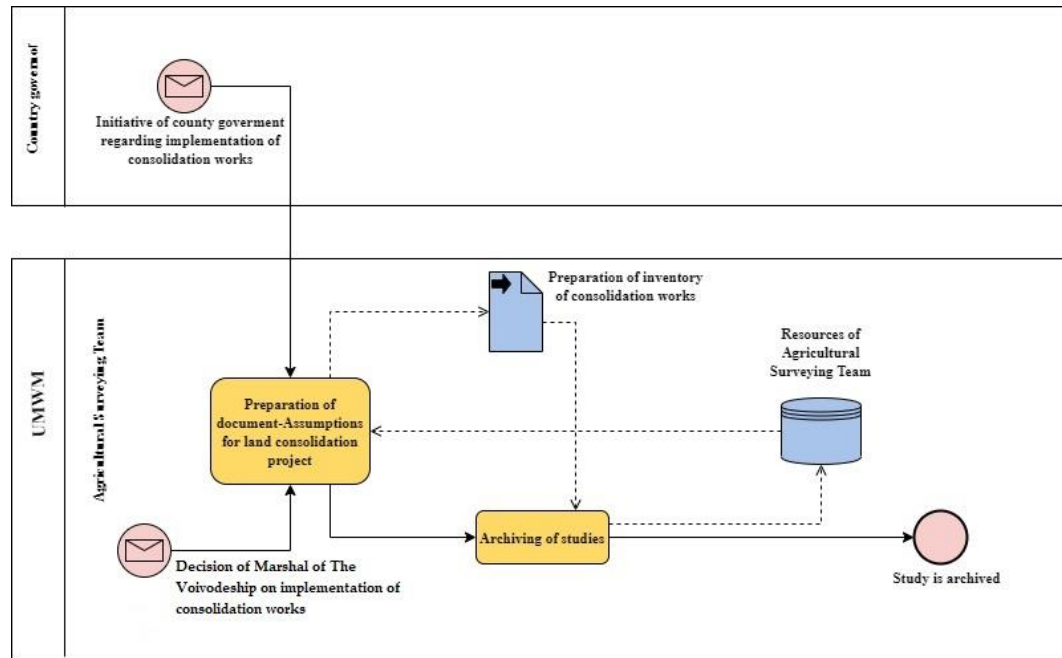 Country governof
Initiative of county goverment
regarding implementation of
consolidation works
UMWM
Agricultural Surveying Team
Preparation of inventory
of consolidation works
Resources of
Agricultural
Surveying Team
Preparation of
document-Assumptions
for land consolidation
project
Archiving of studies
Decision of Marshal of The
Voivodeship on implementation of
consolidation works
Study is archived